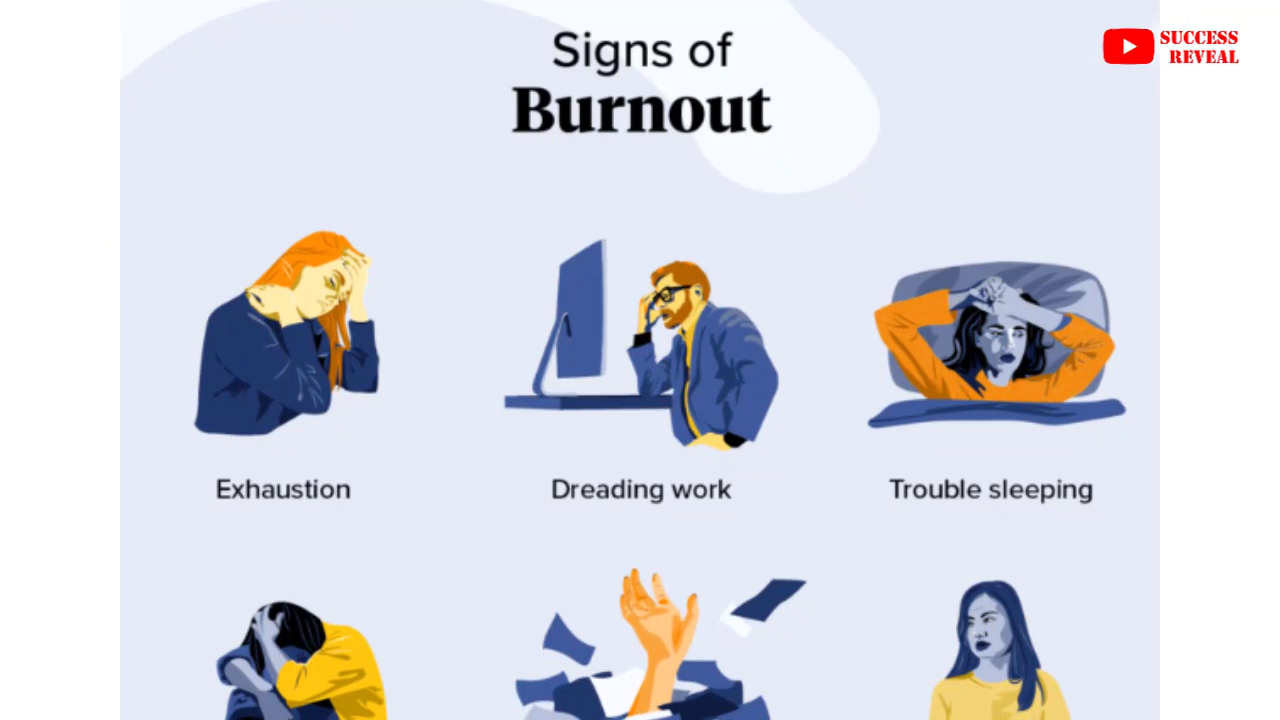 Signs of
Burnout
SUCCESS
REVEAL
Exhaustion
Dreading work
Trouble sleeping